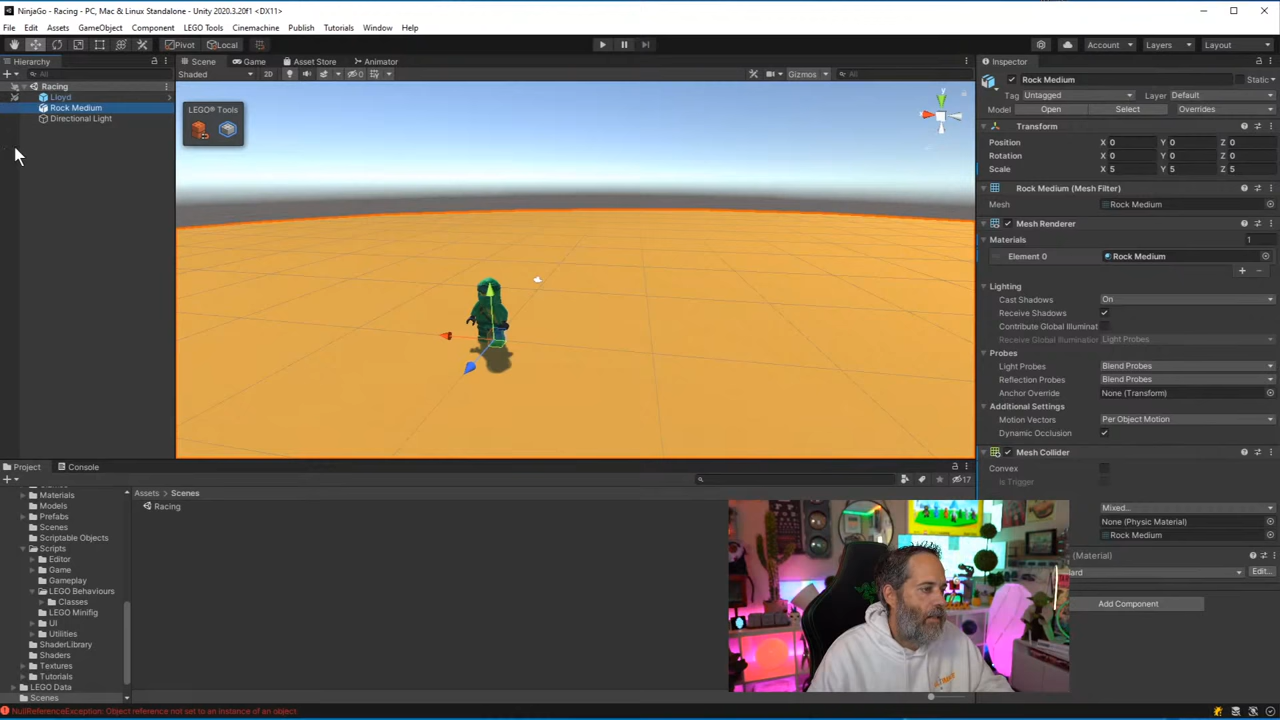 NinjaGo - Racing - PC, Mac & Linux Standalone - Unity 2020.3.20f1 <DX11>
File Edit Assets GameObject Component LEGO Tools Cinemachine Publish Tutorials Window Help
Pivot Local Account Layers Layout
Hierarchy Scene Game Asset Store Animator Inspector
All Shaded 2D 0 Gizmos All Rock Medium Static
Racing
Lloyd
Rock Medium
Directional Light
LEGO® Tools
y
Tag Untagged Layer Default
Model Open Select Overrides
Transform
Position X 0 Y 0 Z 0
Rotation X 0 Y 0 Z 0
Scale X 5 Y 5 Z 5
Rock Medium (Mesh Filter)
Mesh Rock Medium
Mesh Renderer
Materials 1
Element 0 Rock Medium
Lighting
Cast Shadows On
Receive Shadows
Contribute Global Illuminat
Receive Global Illumination Light Probes
Probes
Light Probes Blend Probes
Reflection Probes Blend Probes
Anchor Override None (Transform)
Additional Settings
Motion Vectors Per Object Motion
Dynamic Occlusion
Mesh Collider
Convex
Is Trigger
Mixed...
None (Physic Material)
Rock Medium
(Material)
dard Edit...
Add Component
Project Console
17
Assets Scenes
Racing
Materials
Models
Prefabs
Scenes
Scriptable Objects
Scripts
Editor
Game
Gameplay
LEGO Behaviours
Classes
LEGO Minifig
UI
Utilities
ShaderLibrary
Shaders
Textures
Tutorials
LEGO Data
Scenes
NullReferenceException: Object reference not set to an instance of an object